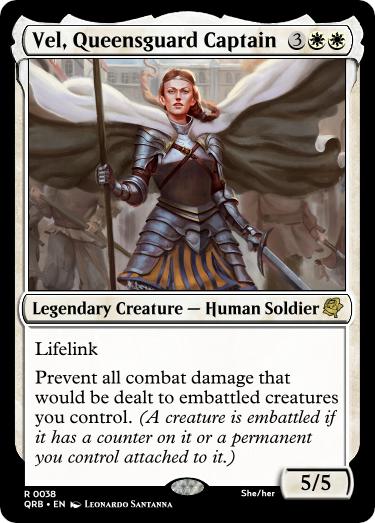 Vel, Queensguard Captain 3
Legendary Creature — Human Soldier
Lifelink
Prevent all combat damage that
would be dealt to embattled creatures
you control. (A creature is embattled if
it has a counter on it or a permanent
you control attached to it.)
5/5
R 0038
She/her
QRB • EN Leonardo Santanna